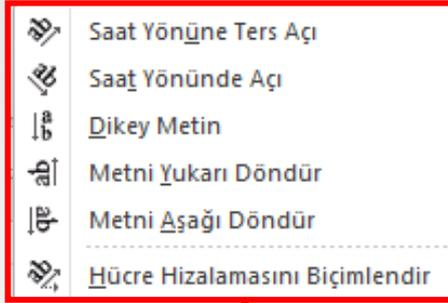 Saat Yönüne Ters Açı
Saat Yönünde Açı
Dikey Metin
Metni Yukarı Döndür
Metni Aşağı Döndür
Hücre Hizalamasını Biçimlendir